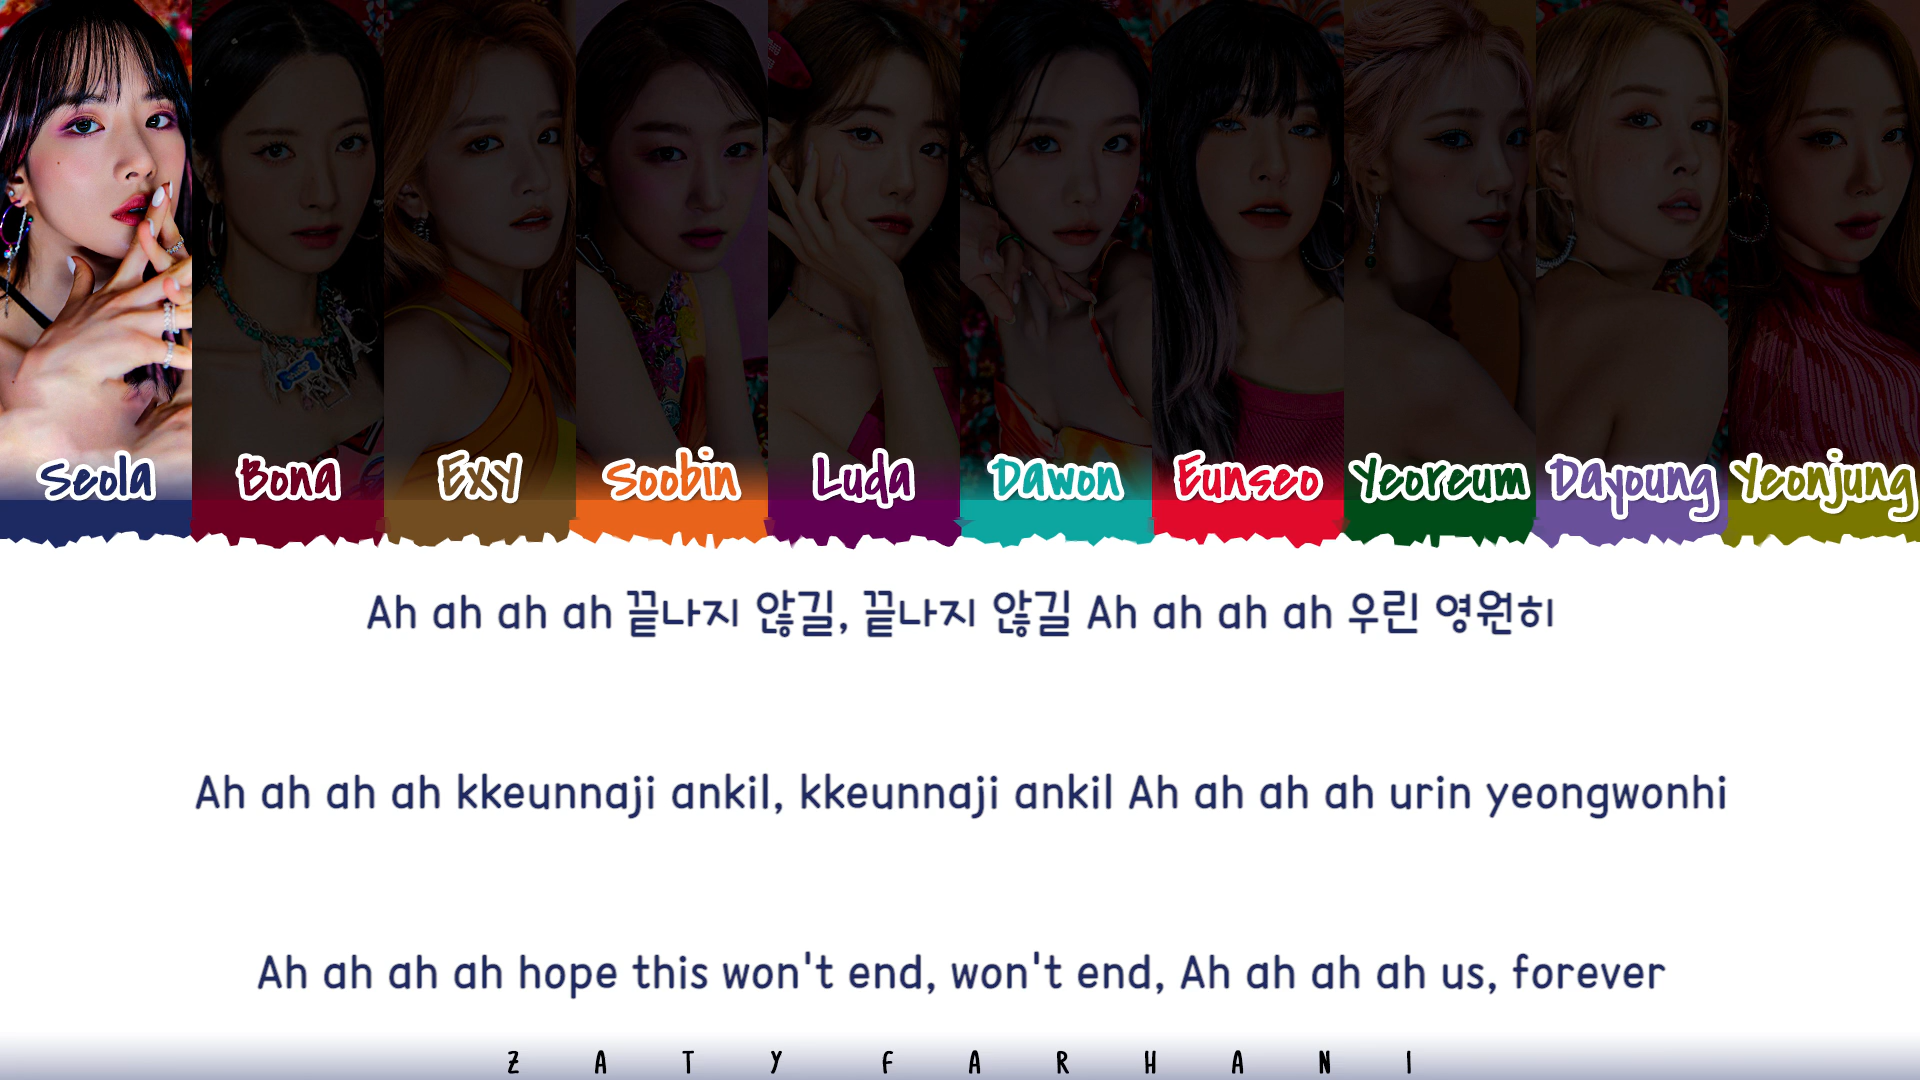 Seola Bona Exy Soobin Luda Dawon Eunseo Yeoreum Dayoung Yeonjung
Ah ah ah ah 끝나지 않길, 끝나지 않길 Ah ah ah ah 우린 영원히
Ah ah ah ah kkeunnaji ankil, kkeunnaji ankil Ah ah ah ah urin yeongwonhi
Ah ah ah ah hope this won't end, won't end, Ah ah ah ah us, forever
ZATY FARHANI